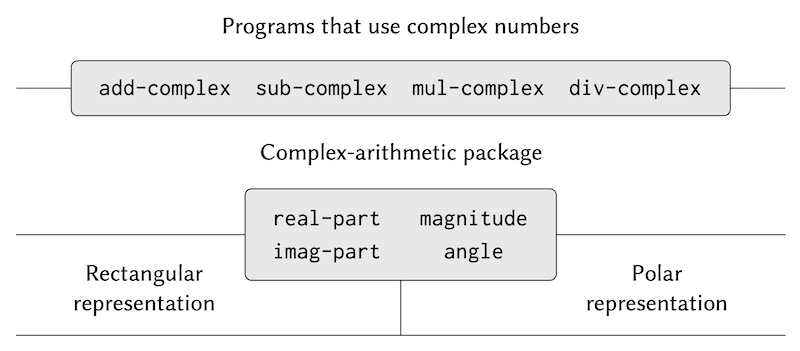 Programs that use complex numbers
add-complex sub-complex mul-complex div-complex
Complex-arithmetic package
real-part magnitude
imag-part angle
Rectangular
representation
Polar
representation